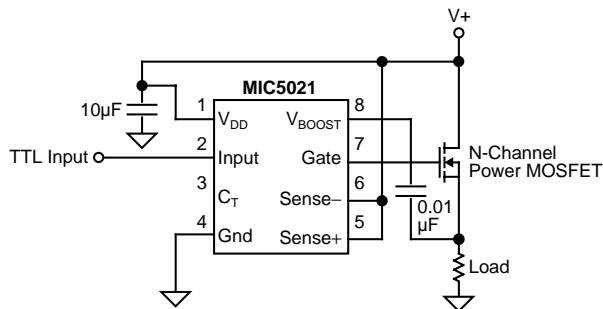 V+
MIC5021
10µF
1
8
VDD
VBOOST
2
7
TTL Input
Input
Gate
N-Channel
Power MOSFET
3
6
CT
Sense−
0.01
µF
4
5
Gnd
Sense+
Load